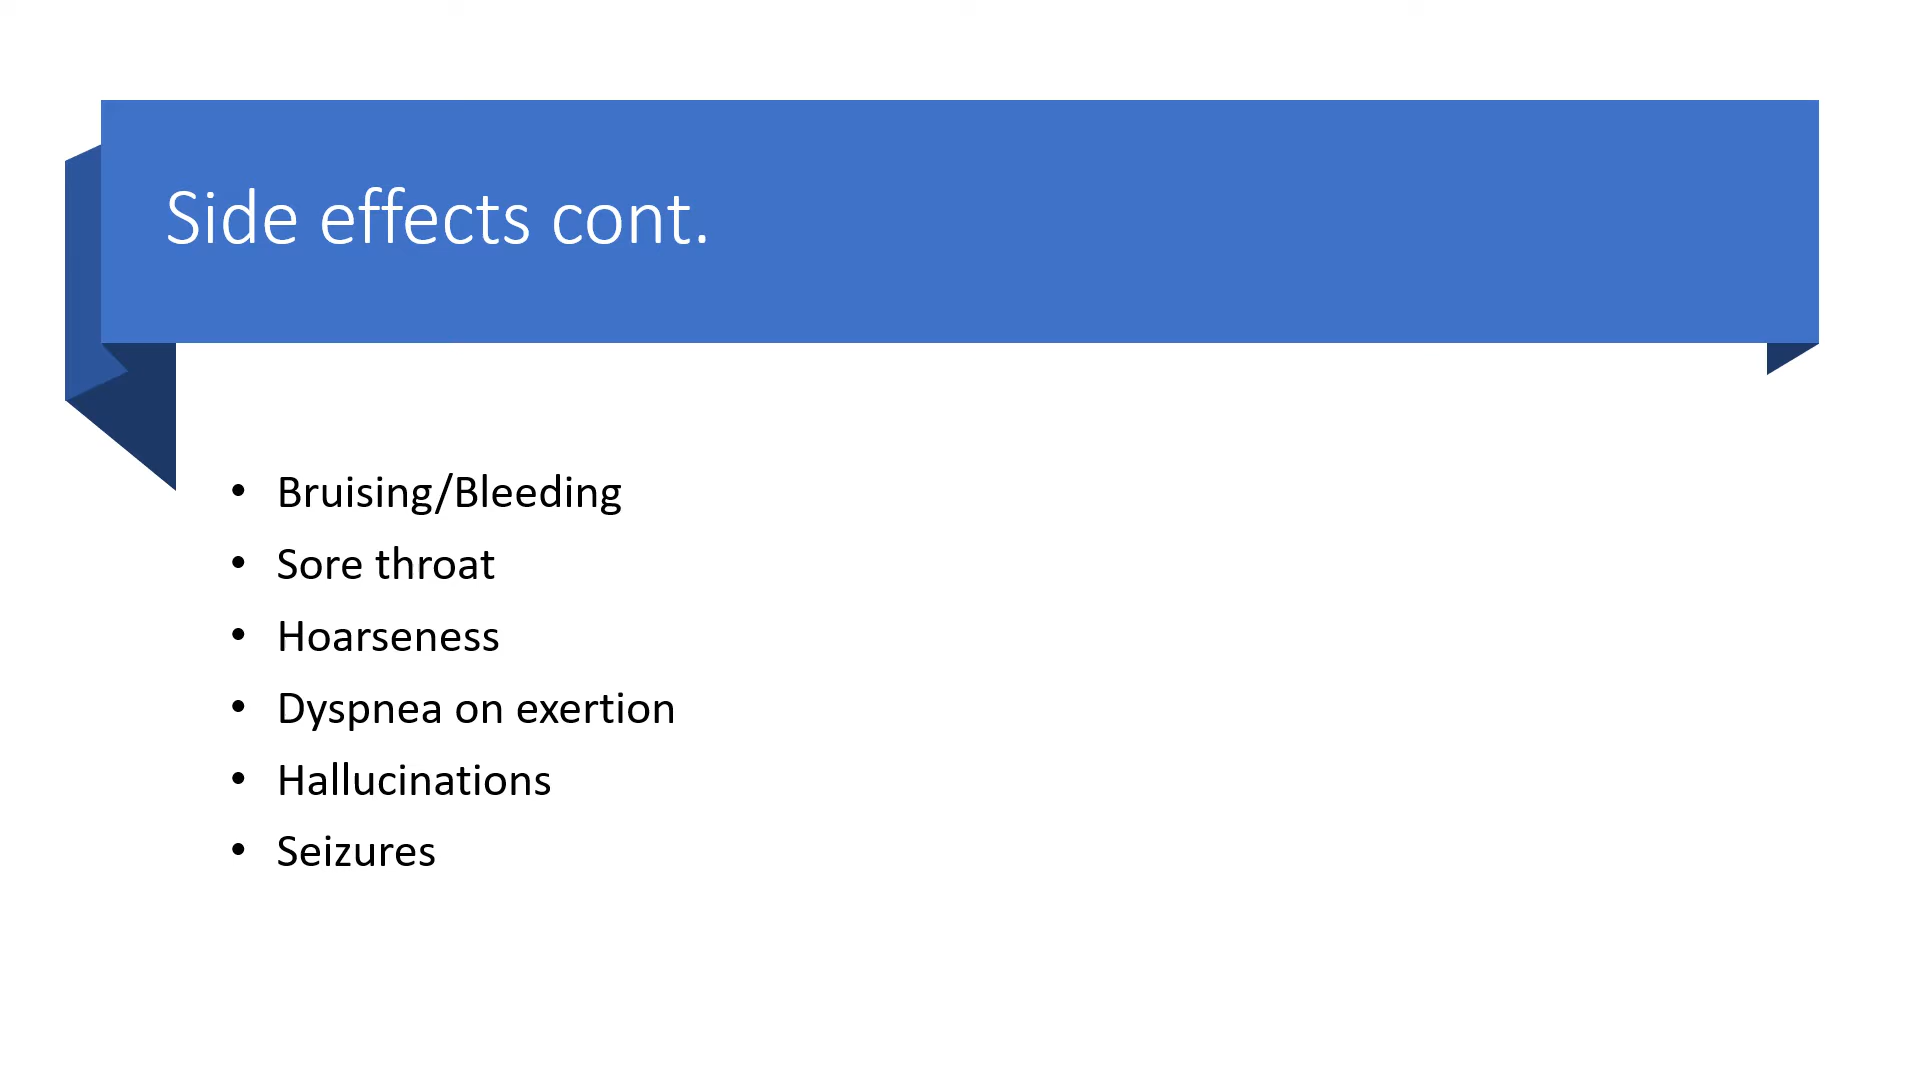 Side effects cont.
• Bruising/Bleeding
• Sore throat
• Hoarseness
• Dyspnea on exertion
• Hallucinations
• Seizures